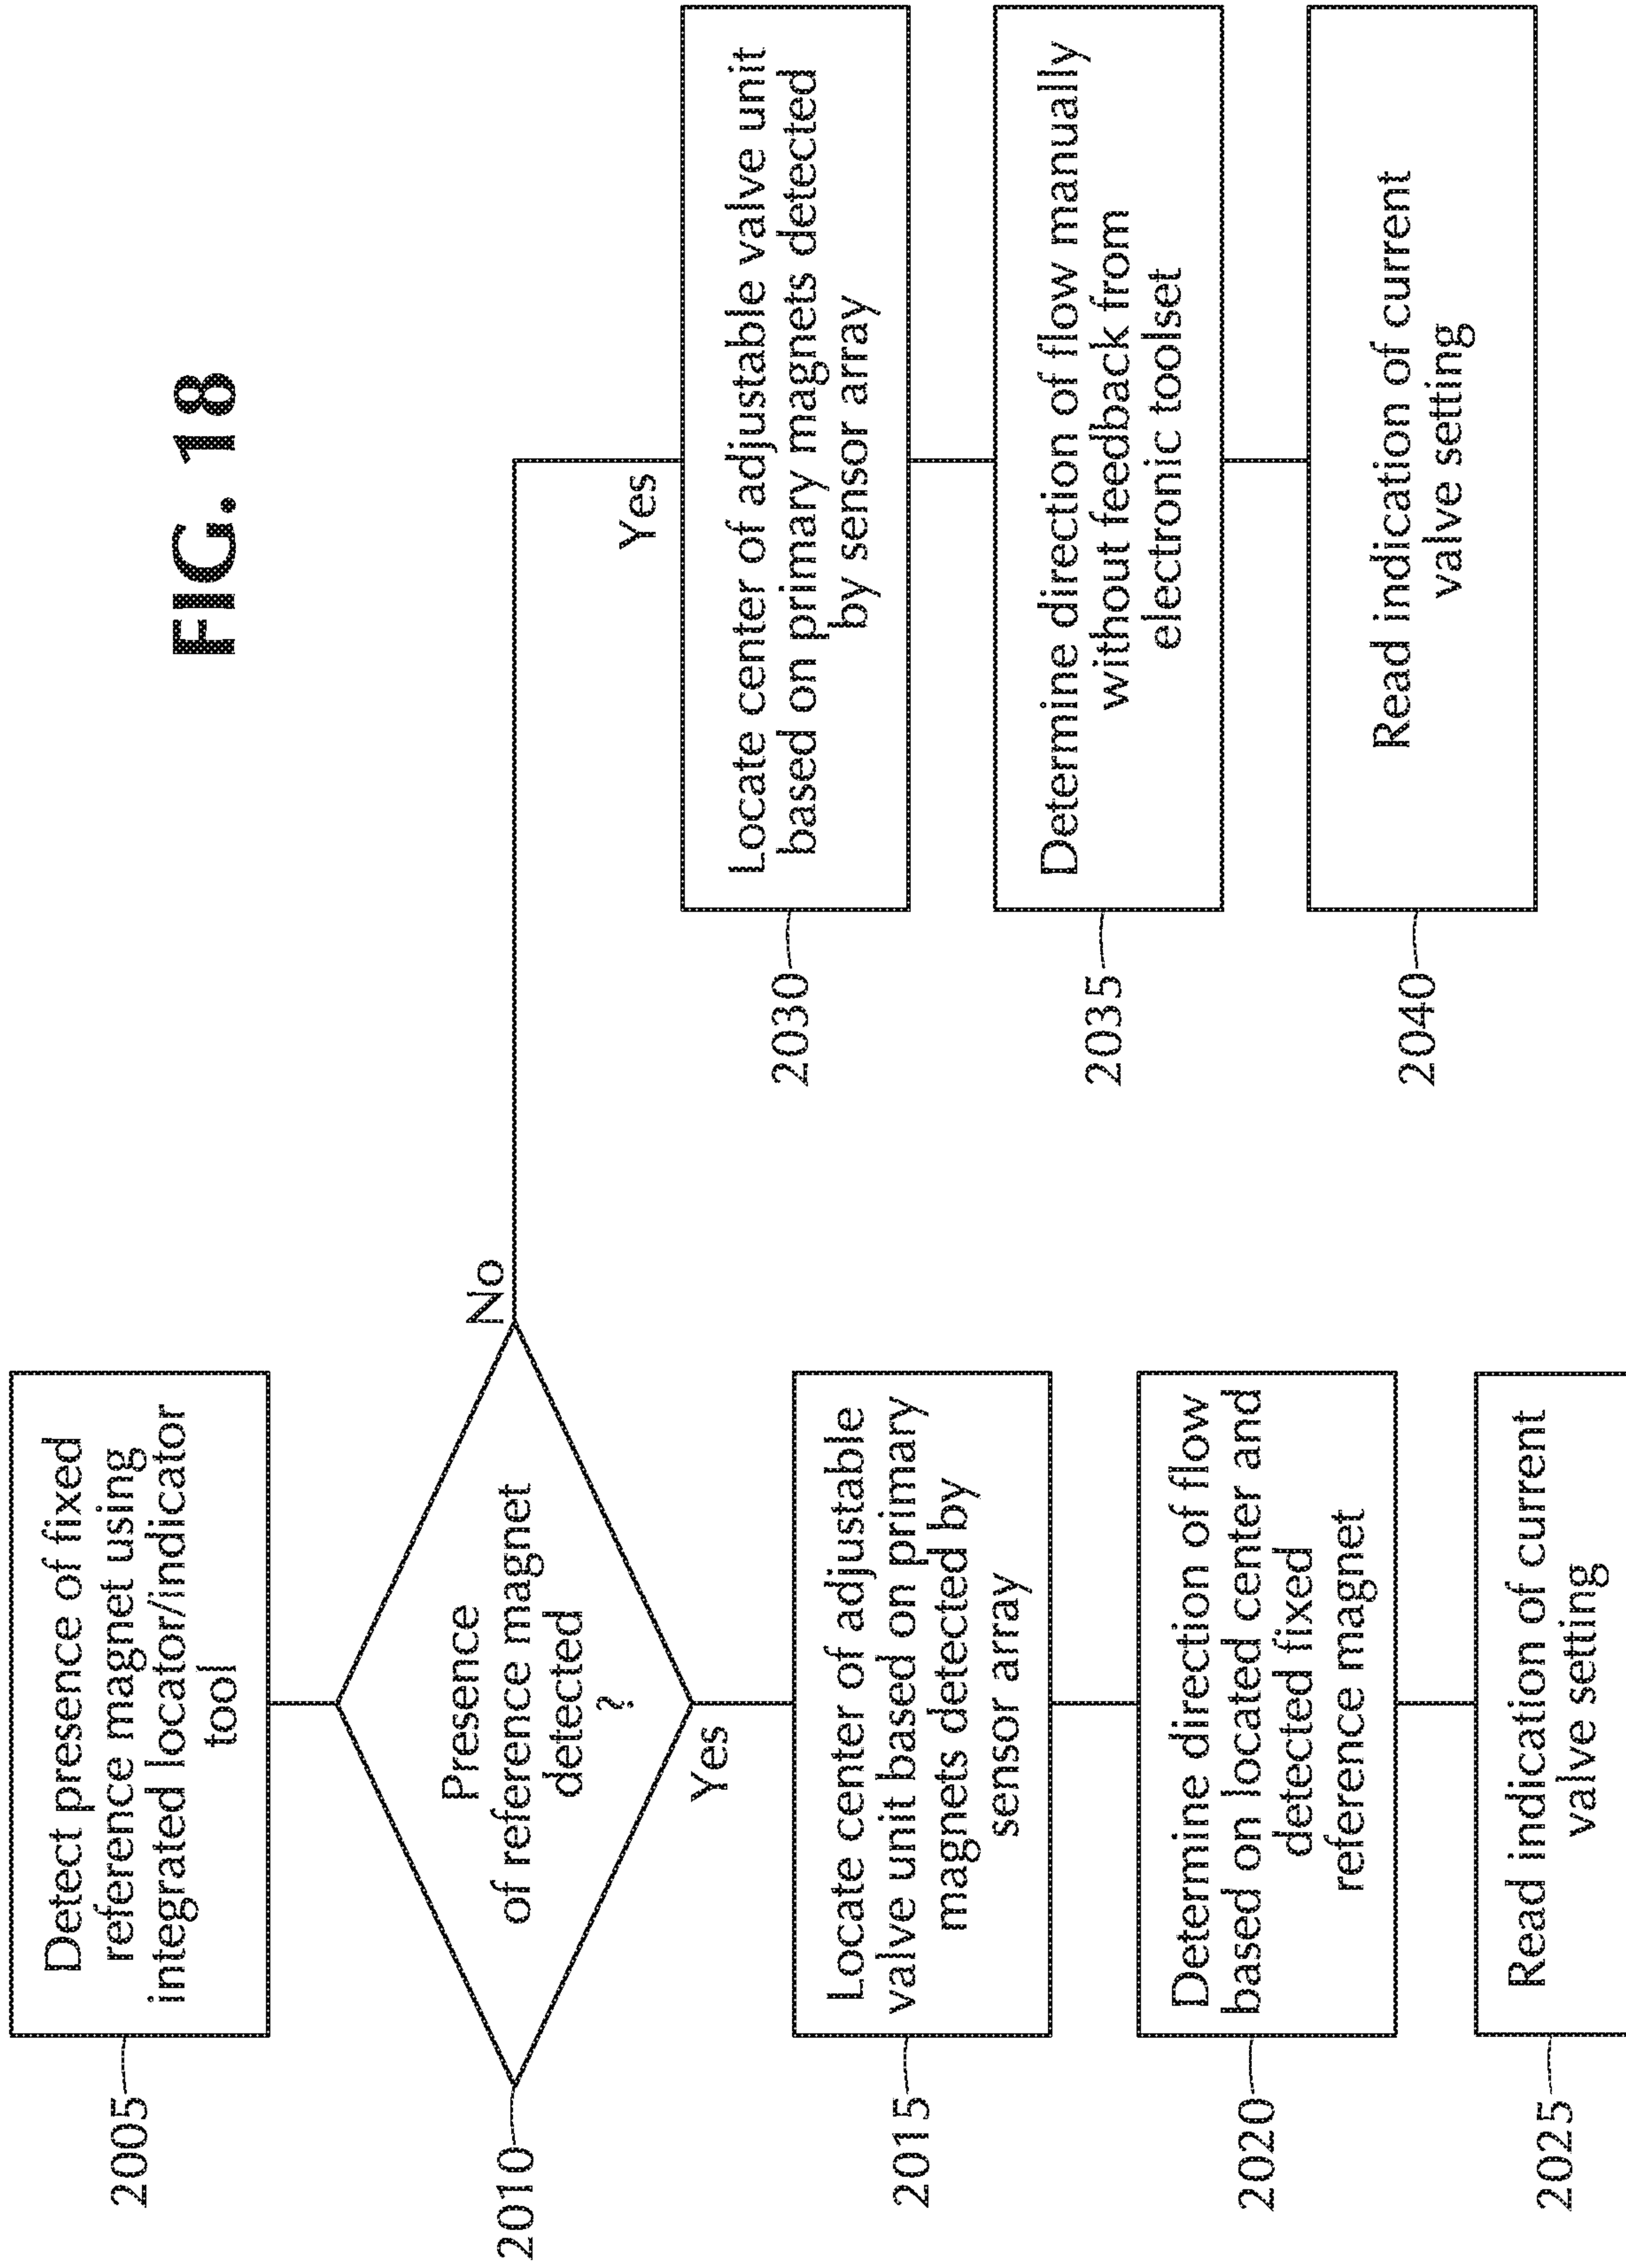 FIG. 18
2005
Detect presence of fixed
reference magnet using
integrated locator/indicator
tool
2010
Presence
of reference magnet
detected
?
No
Yes
2015
Locate center of adjustable
valve unit based on primary
magnets detected by
sensor array
2020
Determine direction of flow
based on located center and
detected fixed
reference magnet
2025
Read indication of current
valve setting
Yes
2030
Locate center of adjustable valve unit
based on primary magnets detected
by sensor array
2035
Determine direction of flow manually
without feedback from
electronic toolset
2040
Read indication of current
valve setting